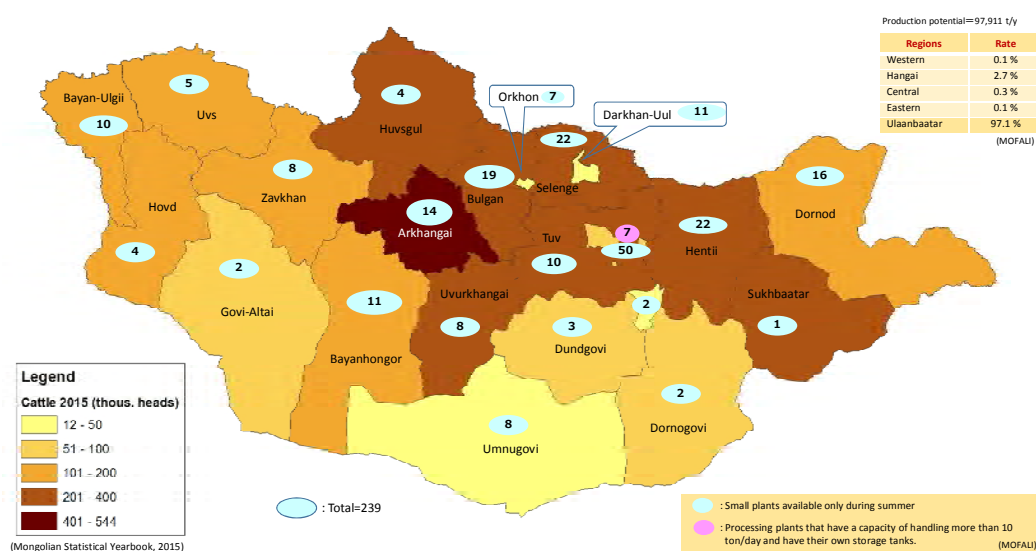 Production potential=97,911 t/y
Regions Rate
Western 0.1 %
Hangai 2.7 %
Central 0.3 %
Eastern 0.1 %
Ulaanbaatar 97.1 %
(MOFALI)
5
Uvs
Bayan-Ulgii
10
4
Huvsgul
Orkhon 7
Darkhan-Uul 11
22
Selenge
8
Zavkhan
19
Bulgan
16
Dornod
Hovd
4
14
Arkhangai
Tuv
10
7
50
22
Hentii
2
Govi-Altai
11
Bayanhongor
Uvurkhangai
8
3
Dundgovi
2
Sukhbaatar
1
2
Dornogovi
8
Umnugovi
Legend
Cattle 2015 (thous. heads)
12 - 50
51 - 100
101 - 200
201 - 400
401 - 544
(Mongolian Statistical Yearbook, 2015)
: Total=239
: Small plants available only during summer
: Processing plants that have a capacity of handling more than 10
ton/day and have their own storage tanks.
(MOFALI)